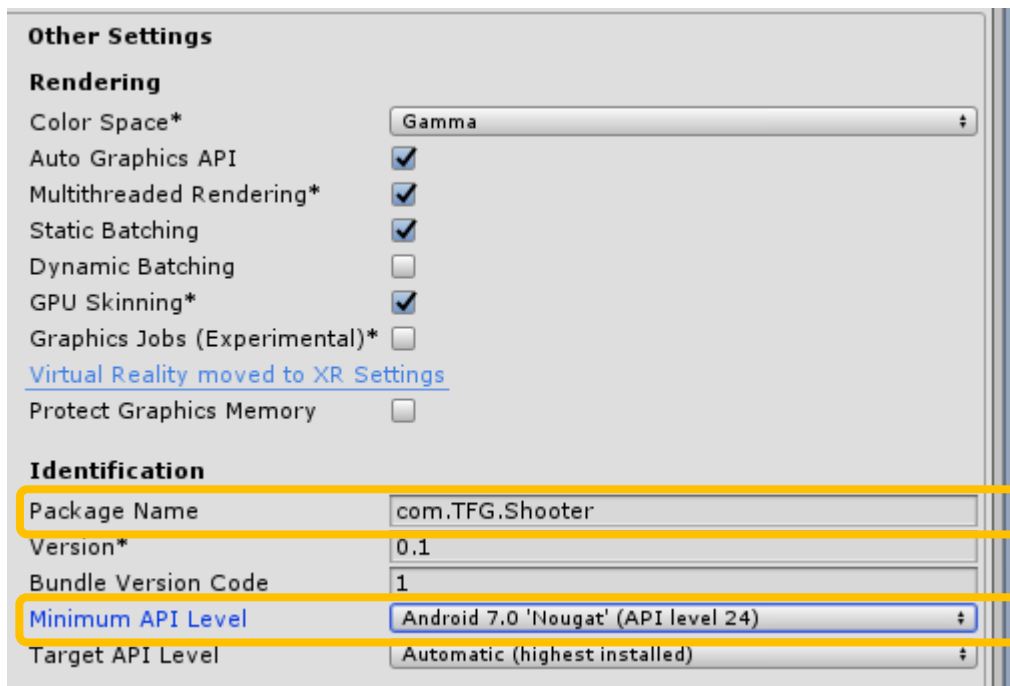 Other Settings
Rendering
Color Space* Gamma
Auto Graphics API
Multithreaded Rendering*
Static Batching
Dynamic Batching
GPU Skinning*
Graphics Jobs (Experimental)*
Virtual Reality moved to XR Settings
Protect Graphics Memory
Identification
Package Name com.TFG.Shooter
Version* 0.1
Bundle Version Code 1
Minimum API Level Android 7.0 'Nougat' (API level 24)
Target API Level Automatic (highest installed)